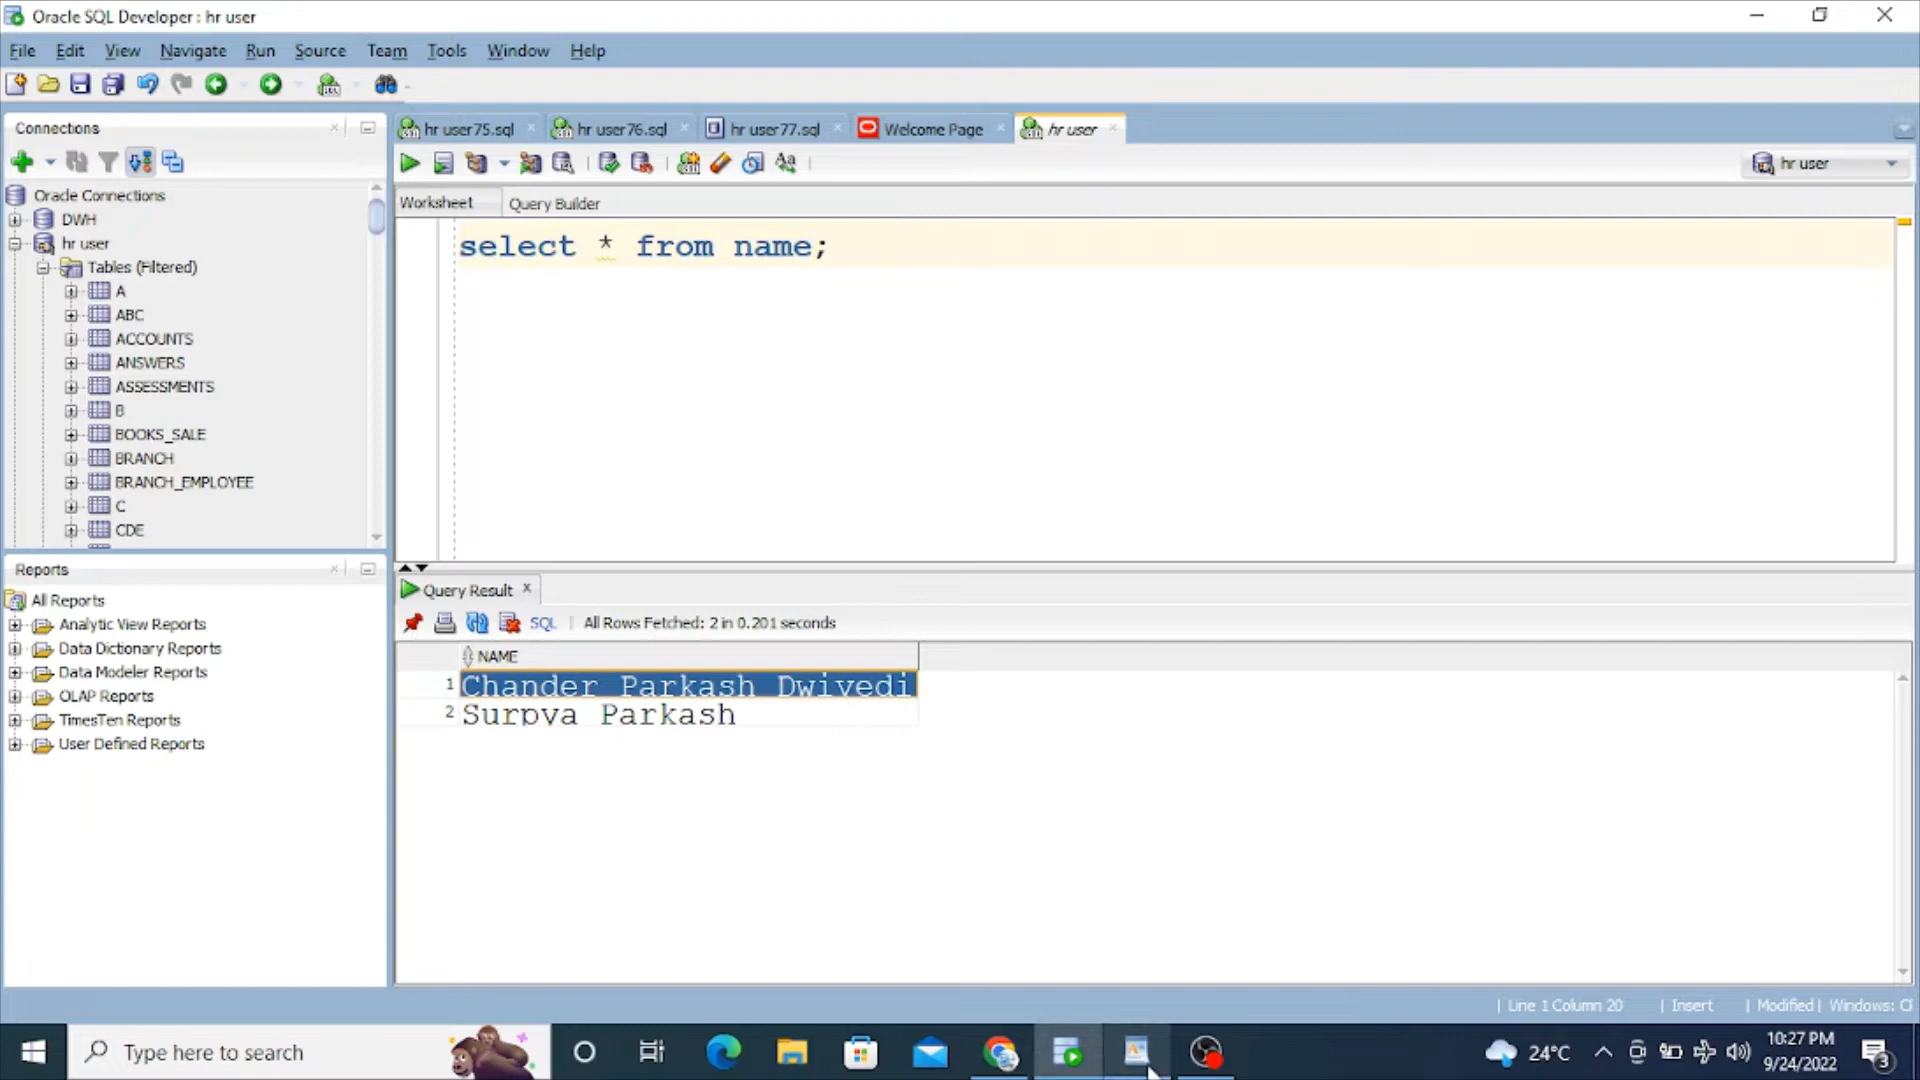 Oracle SQL Developer : hr user
File Edit View Navigate Run Source Team Tools Window Help
Connections
Oracle Connections
DWH
hr user
Tables (Filtered)
A
ABC
ACCOUNTS
ANSWERS
ASSESSMENTS
B
BOOKS_SALE
BRANCH
BRANCH_EMPLOYEE
C
CDE
Reports
All Reports
Analytic View Reports
Data Dictionary Reports
Data Modeler Reports
OLAP Reports
TimesTen Reports
User Defined Reports
hr user75.sql hr user76.sql hr user77.sql Welcome Page hr user
hr user
Worksheet Query Builder
select * from name;
Query Result
SQL All Rows Fetched: 2 in 0.201 seconds
NAME
1 Chander Parkash Dwivedi
2 Surpva Parkash
Line 1 Column 20 | Insert | Modified | Windows: C
Type here to search
24°C
10:27 PM
9/24/2022
3